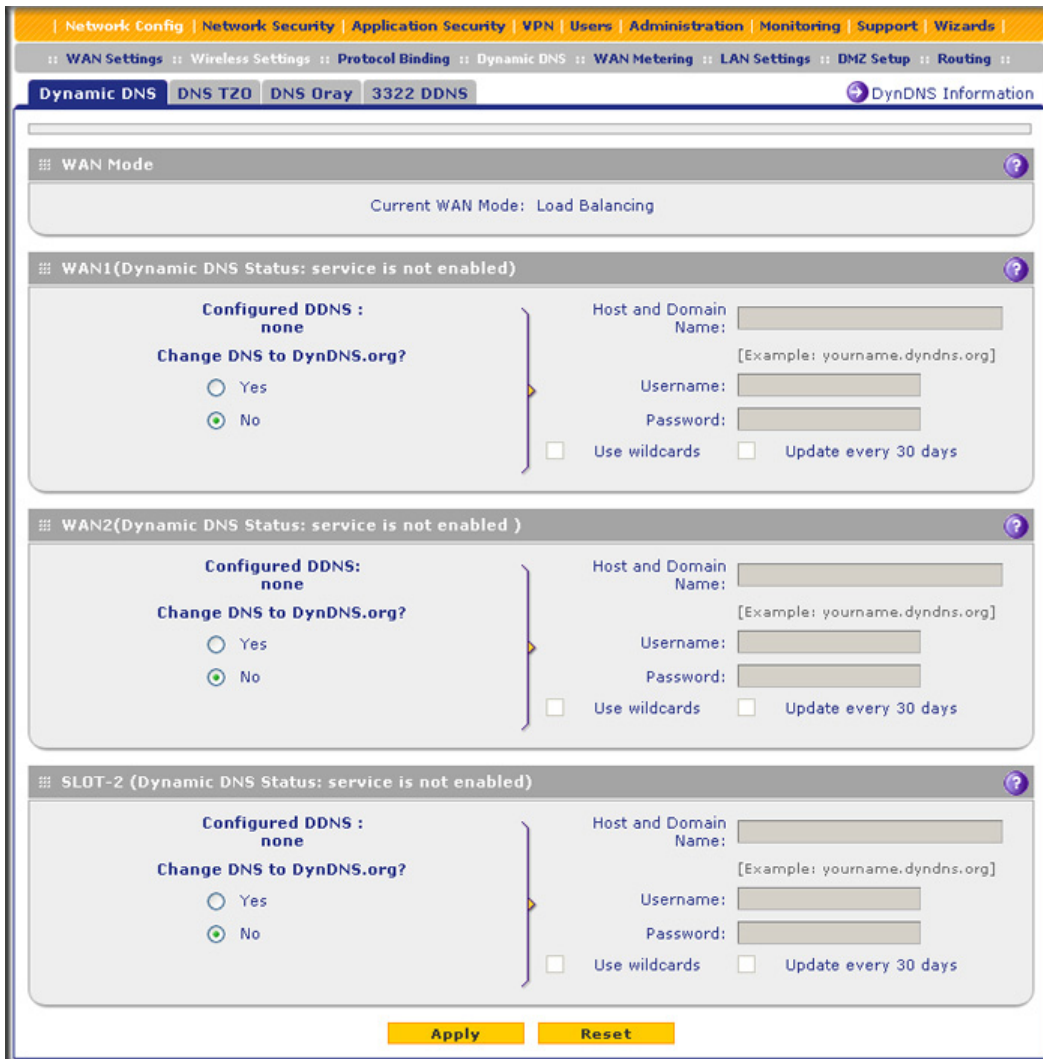 | Network Config | Network Security | Application Security | VPN | Users | Administration | Monitoring | Support | Wizards |
:: WAN Settings :: Wireless Settings :: Protocol Binding :: Dynamic DNS :: WAN Metering :: LAN Settings :: DMZ Setup :: Routing ::
Dynamic DNS DNS TZO DNS Oray 3322 DDNS DynDNS Information
WAN Mode ?
Current WAN Mode: Load Balancing
WAN1(Dynamic DNS Status: service is not enabled) ?
Configured DDNS :
none
Change DNS to DynDNS.org?
Yes
No
Host and Domain
Name:
[Example: yourname.dyndns.org]
Username:
Password:
Use wildcards Update every 30 days
WAN2(Dynamic DNS Status: service is not enabled ) ?
Configured DDNS:
none
Change DNS to DynDNS.org?
Yes
No
Host and Domain
Name:
[Example: yourname.dyndns.org]
Username:
Password:
Use wildcards Update every 30 days
SLOT-2 (Dynamic DNS Status: service is not enabled) ?
Configured DDNS :
none
Change DNS to DynDNS.org?
Yes
No
Host and Domain
Name:
[Example: yourname.dyndns.org]
Username:
Password:
Use wildcards Update every 30 days
Apply Reset